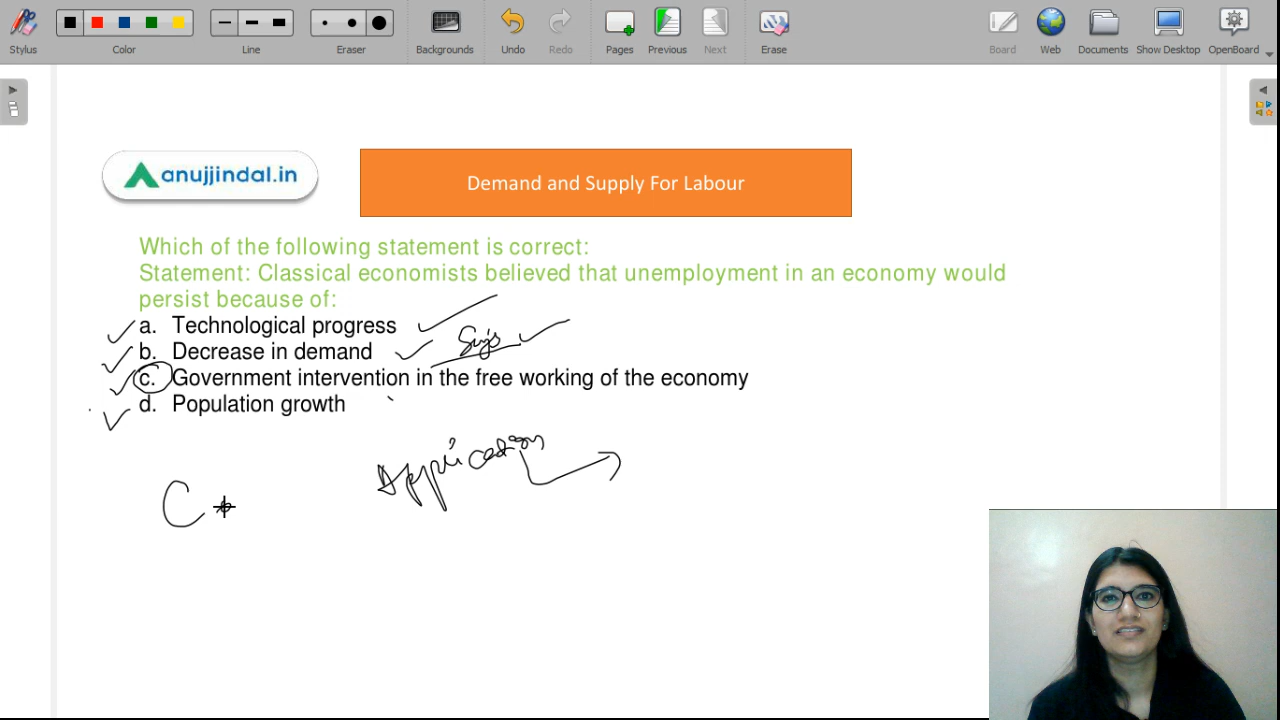 Stylus
Color
Line
Eraser
Backgrounds
Undo
Redo
Pages
Previous
Next
Erase
Board
Web
Documents
Show Desktop
OpenBoard
anujjindal.in
Demand and Supply For Labour
Which of the following statement is correct:
Statement: Classical economists believed that unemployment in an economy would
persist because of:
a. Technological progress
b. Decrease in demand
c. Government intervention in the free working of the economy
d. Population growth
Application
C